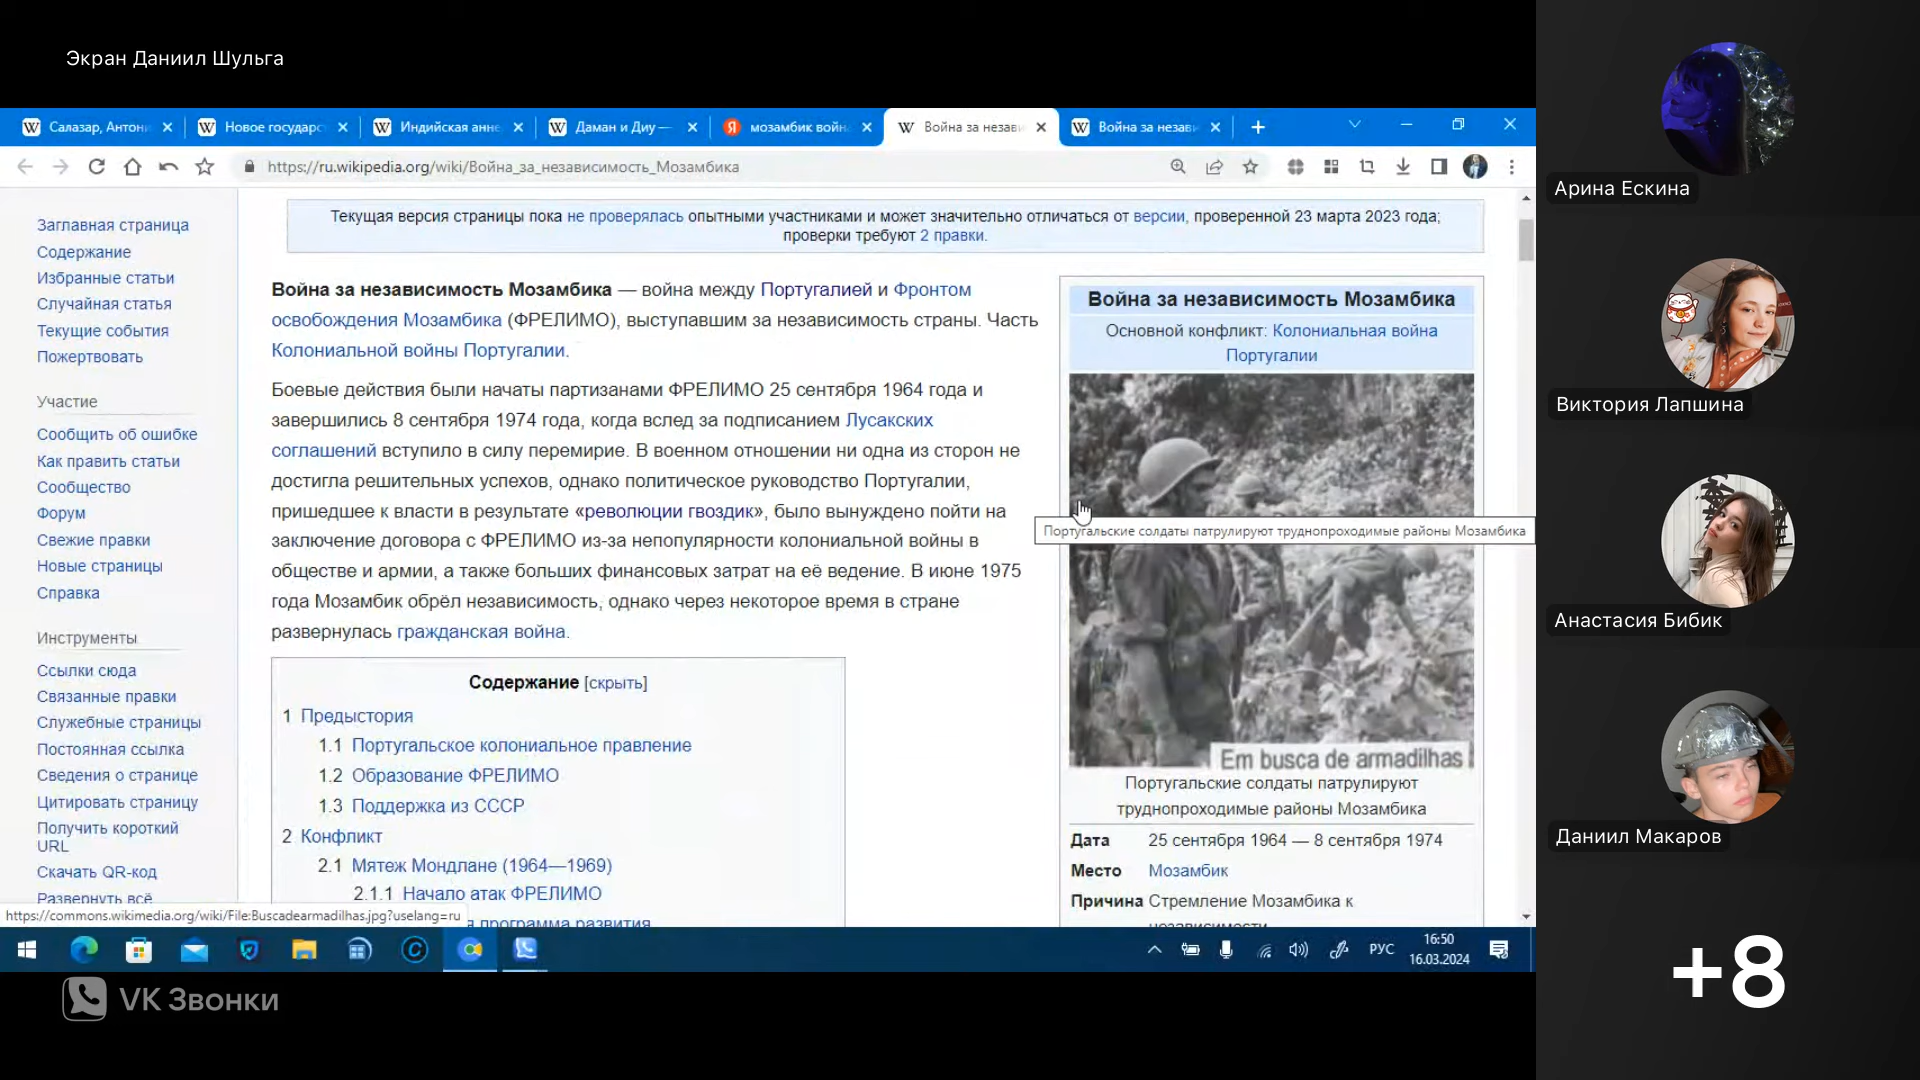 Экран Даниил Шульга
Салазар, Антони
Новое государс
Индийская анне
Даман и Диу —
мозамбик войн
Война за незави
Война за незави
https://ru.wikipedia.org/wiki/Война_за_независимость_Мозамбика
Заглавная страница
Содержание
Избранные статьи
Случайная статья
Текущие события
Пожертвовать
Участие
Сообщить об ошибке
Как править статьи
Сообщество
Форум
Свежие правки
Новые страницы
Справка
Инструменты
Ссылки сюда
Связанные правки
Служебные страницы
Постоянная ссылка
Сведения о странице
Цитировать страницу
Получить короткий
URL
Скачать QR-код
Развернуть всё
Текущая версия страницы пока не проверялась опытными участниками и может значительно отличаться от версии, проверенной 23 марта 2023 года;
проверки требуют 2 правки.
Война за независимость Мозамбика — война между Португалией и Фронтом
освобождения Мозамбика (ФРЕЛИМО), выступавшим за независимость страны. Часть
Колониальной войны Португалии.
Боевые действия были начаты партизанами ФРЕЛИМО 25 сентября 1964 года и
завершились 8 сентября 1974 года, когда вслед за подписанием Лусакских
соглашений вступило в силу перемирие. В военном отношении ни одна из сторон не
достигла решительных успехов, однако политическое руководство Португалии,
пришедшее к власти в результате «революции гвоздик», было вынуждено пойти на
заключение договора с ФРЕЛИМО из-за непопулярности колониальной войны в
обществе и армии, а также больших финансовых затрат на её ведение. В июне 1975
года Мозамбик обрёл независимость, однако через некоторое время в стране
развернулась гражданская война.
Содержание [скрыть]
1 Предыстория
1.1 Португальское колониальное правление
1.2 Образование ФРЕЛИМО
1.3 Поддержка из СССР
2 Конфликт
2.1 Мятеж Мондлане (1964—1969)
2.1.1 Начало атак ФРЕЛИМО
программа развития
Война за независимость Мозамбика
Основной конфликт: Колониальная война
Португалии
Португальские солдаты патрулируют труднопроходимые районы Мозамбика
Em busca de armadilhas
Португальские солдаты патрулируют
труднопроходимые районы Мозамбика
Дата 25 сентября 1964 — 8 сентября 1974
Место Мозамбик
Причина Стремление Мозамбика к
независимости
https://commons.wikimedia.org/wiki/File:Buscadearmadilhas.jpg?uselang=ru
РУС
16:50
16.03.2024
VK Звонки
Арина Ескина
Виктория Лапшина
Анастасия Бибик
Даниил Макаров
+8